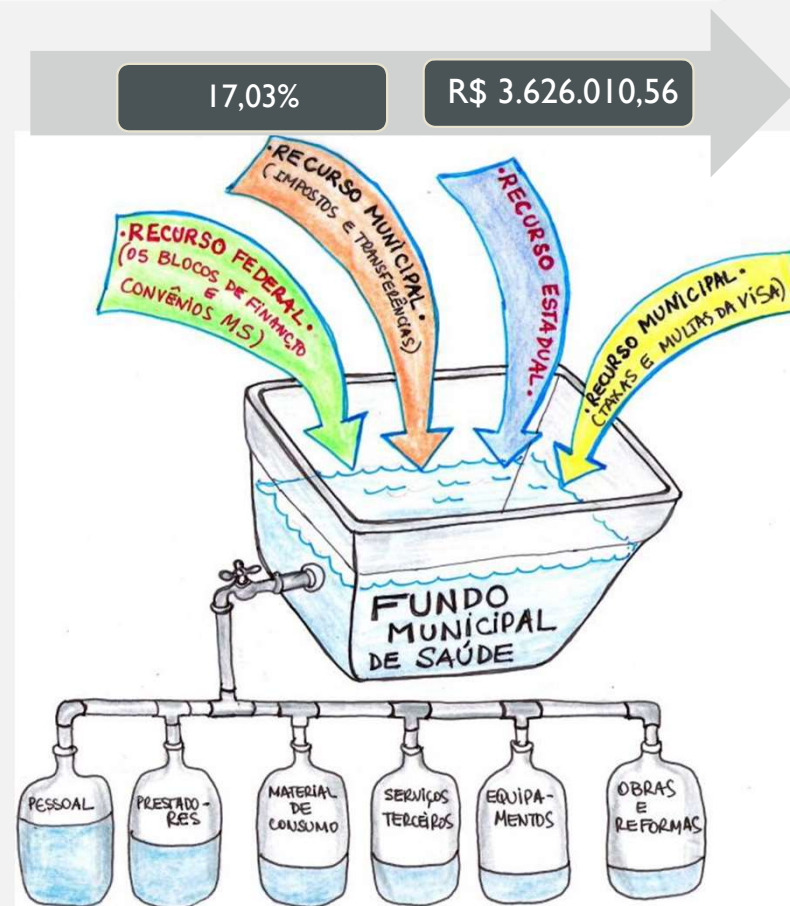 17,03%
R$ 3.626.010,56
•RECURSO FEDERAL•
(05 BLOCOS DE FINANCTO
E
CONVÊNIOS MS)
•RECURSO MUNICIPAL•
(IMPOSTOS E TRANSFERÊNCIAS)
•RECURSO ESTADUAL•
•RECURSO MUNICIPAL•
(TAXAS E MULTAS DA VISA)
FUNDO
MUNICIPAL
DE SAÚDE
PESSOAL
PRESTADO-
RES
MATERIAL
DE
CONSUMO
SERVIÇOS
TERCEIROS
EQUIPA-
MENTOS
OBRAS
E
REFORMAS